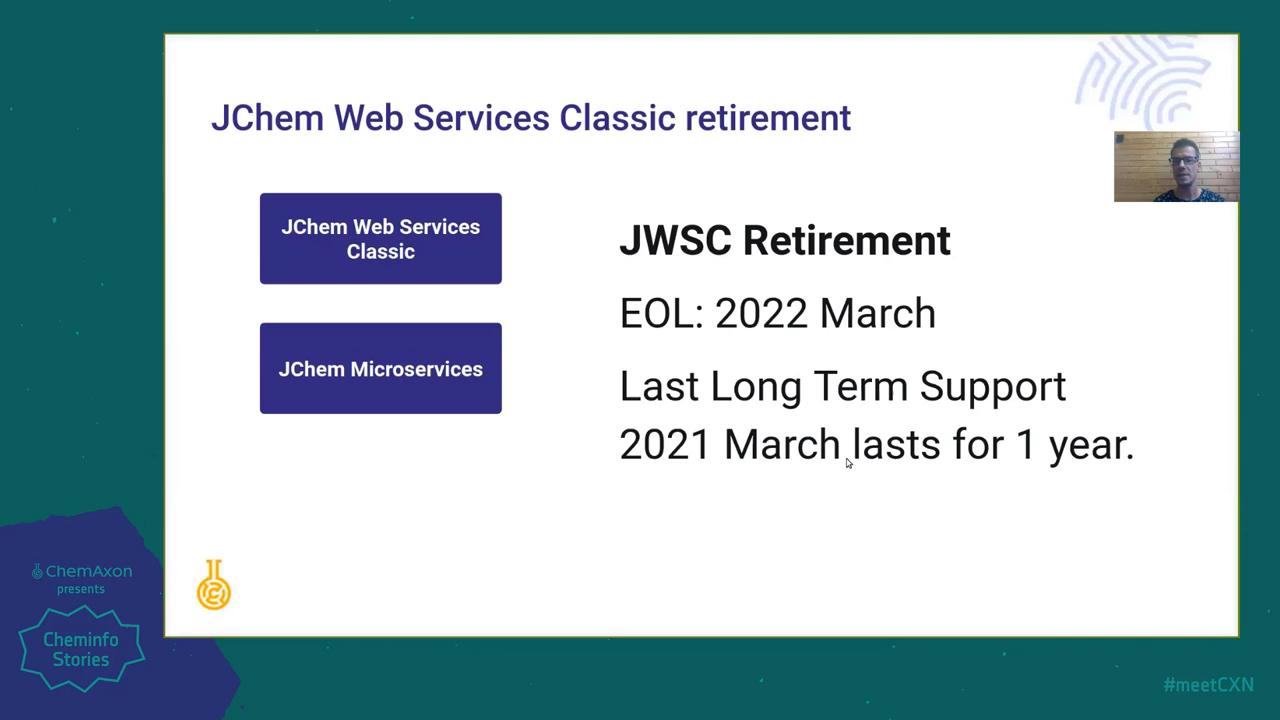 JChem Web Services Classic retirement
JChem Web Services
Classic
JChem Microservices
JWSC Retirement
EOL: 2022 March
Last Long Term Support
2021 March lasts for 1 year.
ChemAxon
presents
Cheminfo
Stories
#meetCXN